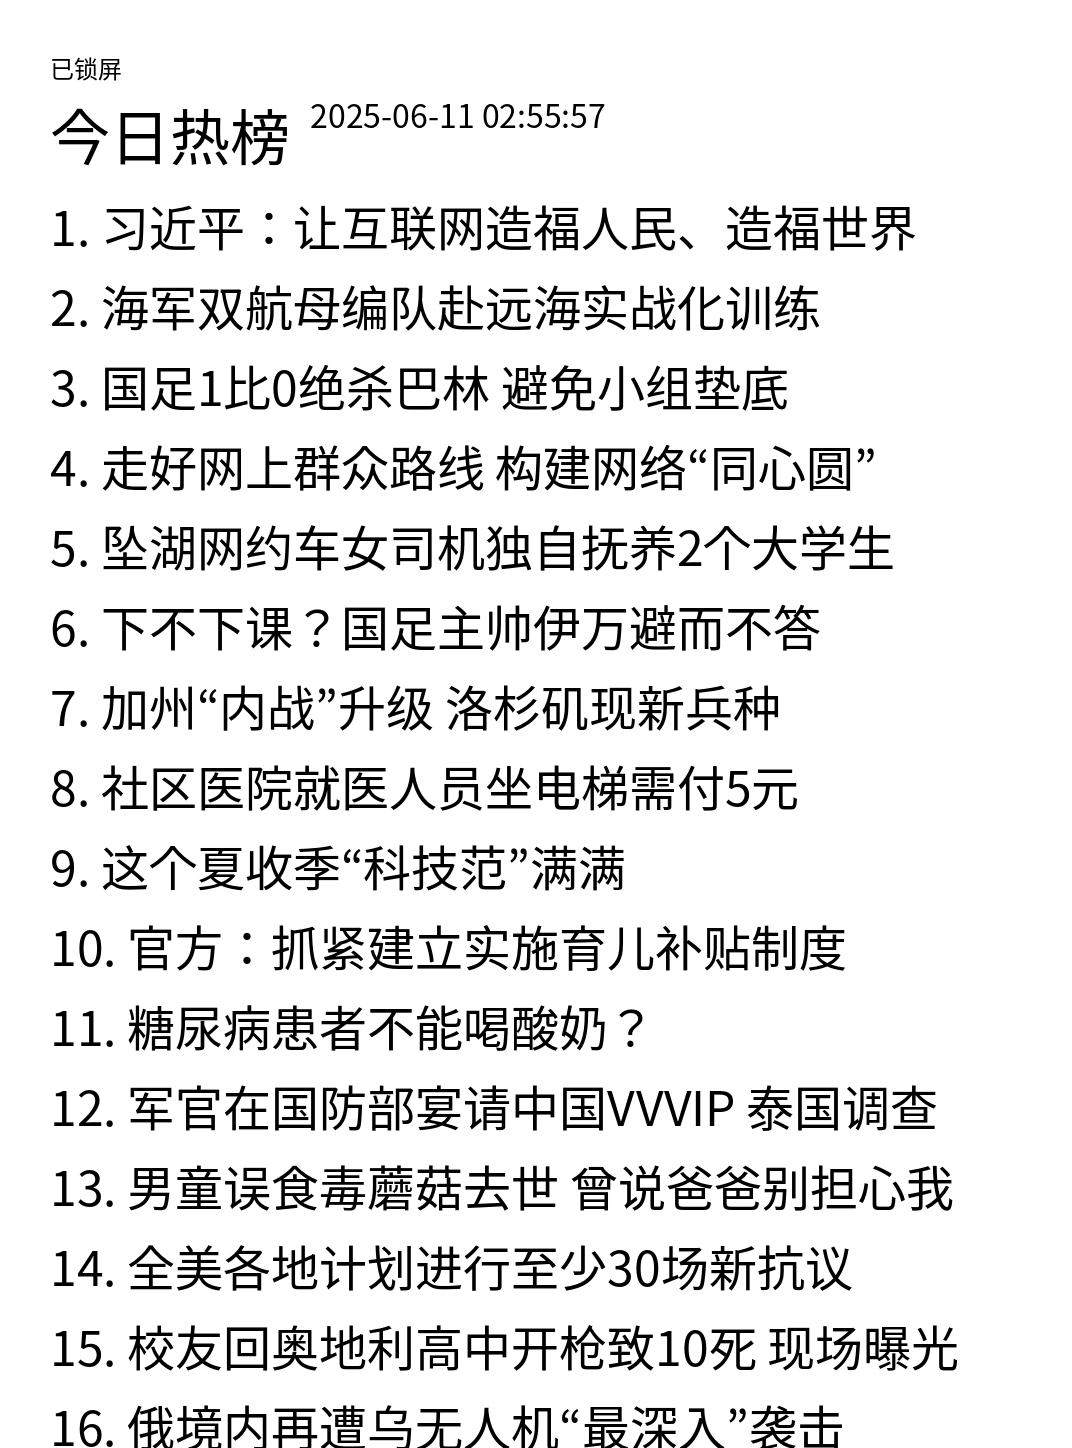 已锁屏
今日热榜 2025-06-11 02:55:57
1. 习近平：让互联网造福人民、造福世界
2. 海军双航母编队赴远海实战化训练
3. 国足1比0绝杀巴林 避免小组垫底
4. 走好网上群众路线 构建网络“同心圆”
5. 坠湖网约车女司机独自抚养2个大学生
6. 下不下课？国足主帅伊万避而不答
7. 加州“内战”升级 洛杉矶现新兵种
8. 社区医院就医人员坐电梯需付5元
9. 这个夏收季“科技范”满满
10. 官方：抓紧建立实施育儿补贴制度
11. 糖尿病患者不能喝酸奶？
12. 军官在国防部宴请中国VVVIP 泰国调查
13. 男童误食毒蘑菇去世 曾说爸爸别担心我
14. 全美各地计划进行至少30场新抗议
15. 校友回奥地利高中开枪致10死 现场曝光
16. 俄境内再遭乌无人机“最深入”袭击